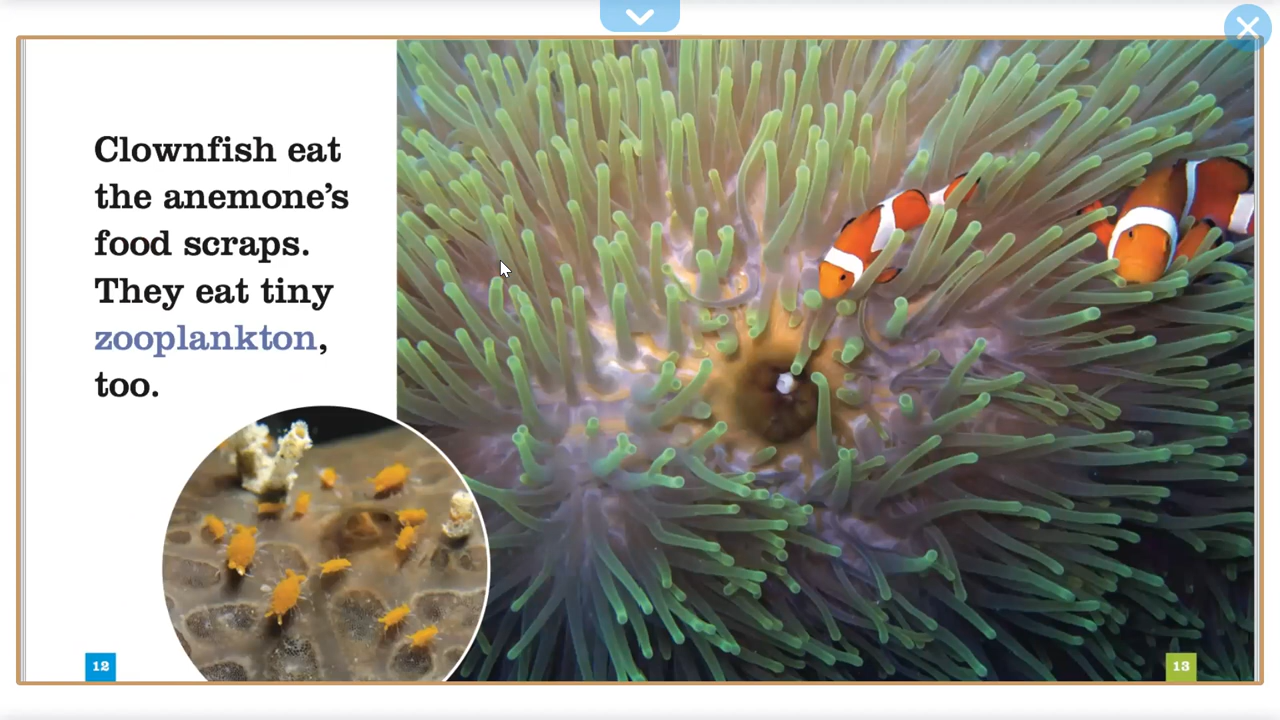 Clownfish eat
the anemone's
food scraps.
They eat tiny
zooplankton,
too.
12
13